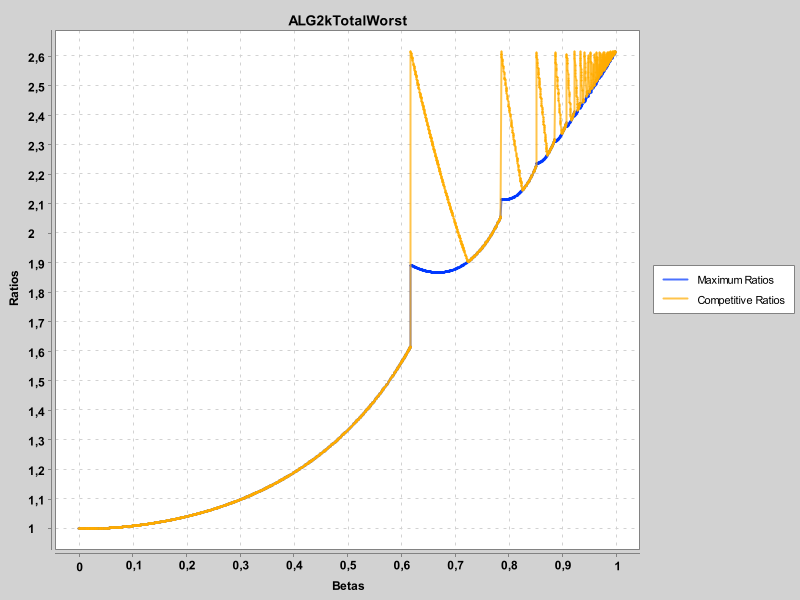 ALG2kTotalWorst
2,6
2,5
2,4
2,3
2,2
2,1
2
1,9
1,8
1,7
1,6
1,5
1,4
1,3
1,2
1,1
1
Ratios
0 0,1 0,2 0,3 0,4 0,5 0,6 0,7 0,8 0,9 1
Betas
Maximum Ratios
Competitive Ratios